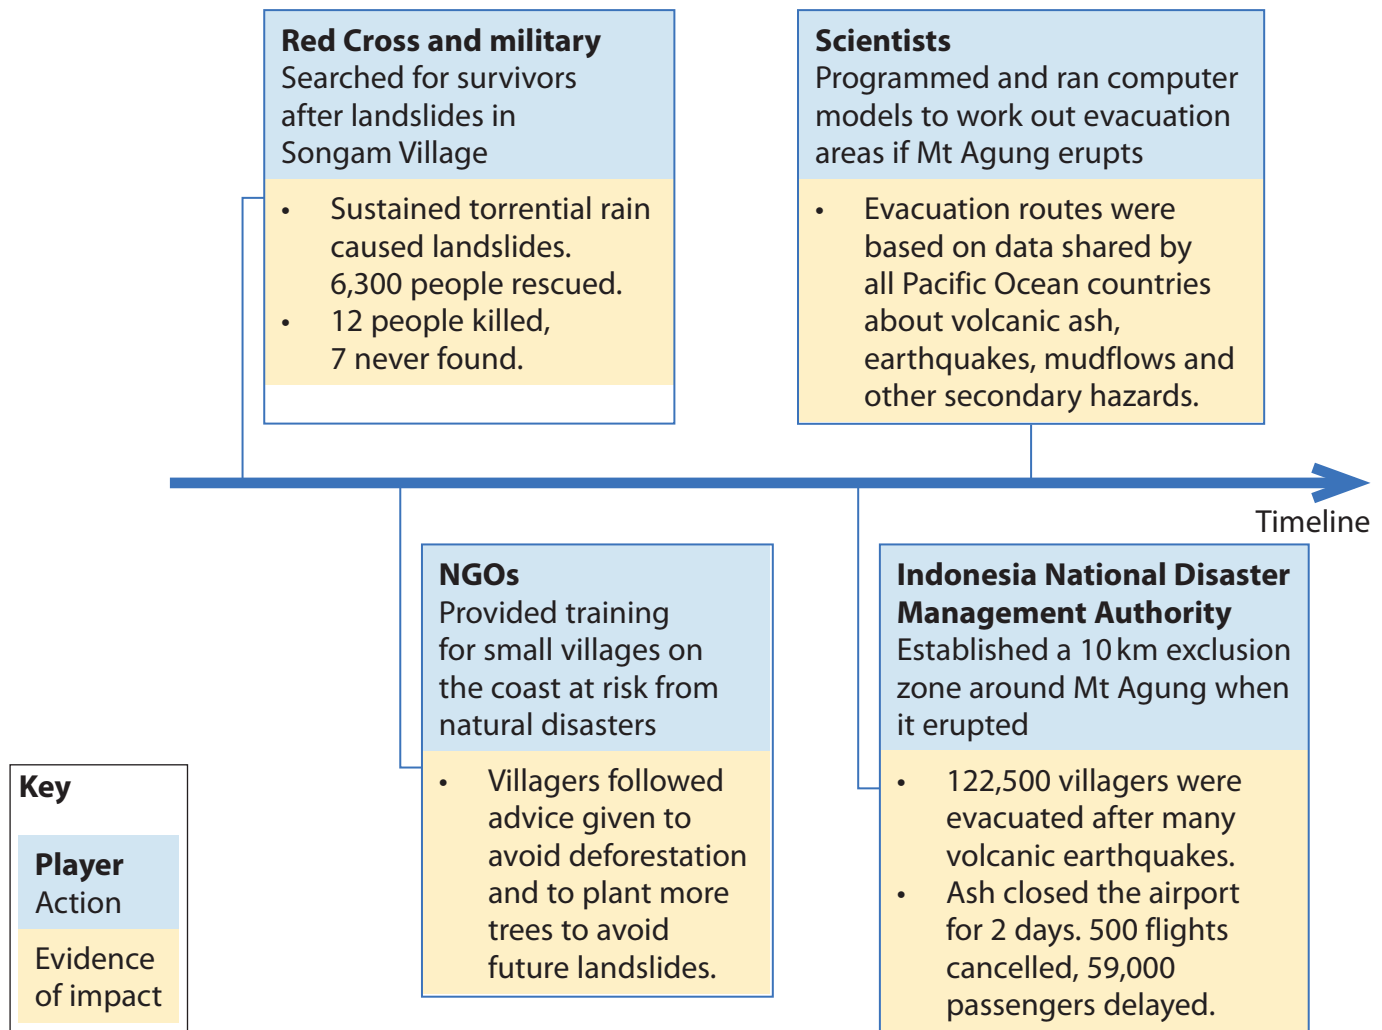 Red Cross and military
Searched for survivors
after landslides in
Songam Village
• Sustained torrential rain
caused landslides.
6,300 people rescued.
• 12 people killed,
7 never found.
Scientists
Programmed and ran computer
models to work out evacuation
areas if Mt Agung erupts
• Evacuation routes were
based on data shared by
all Pacific Ocean countries
about volcanic ash,
earthquakes, mudflows and
other secondary hazards.
Timeline
NGOs
Provided training
for small villages on
the coast at risk from
natural disasters
• Villagers followed
advice given to
avoid deforestation
and to plant more
trees to avoid
future landslides.
Indonesia National Disaster
Management Authority
Established a 10 km exclusion
zone around Mt Agung when
it erupted
• 122,500 villagers were
evacuated after many
volcanic earthquakes.
• Ash closed the airport
for 2 days. 500 flights
cancelled, 59,000
passengers delayed.
Key
Player
Action
Evidence
of impact